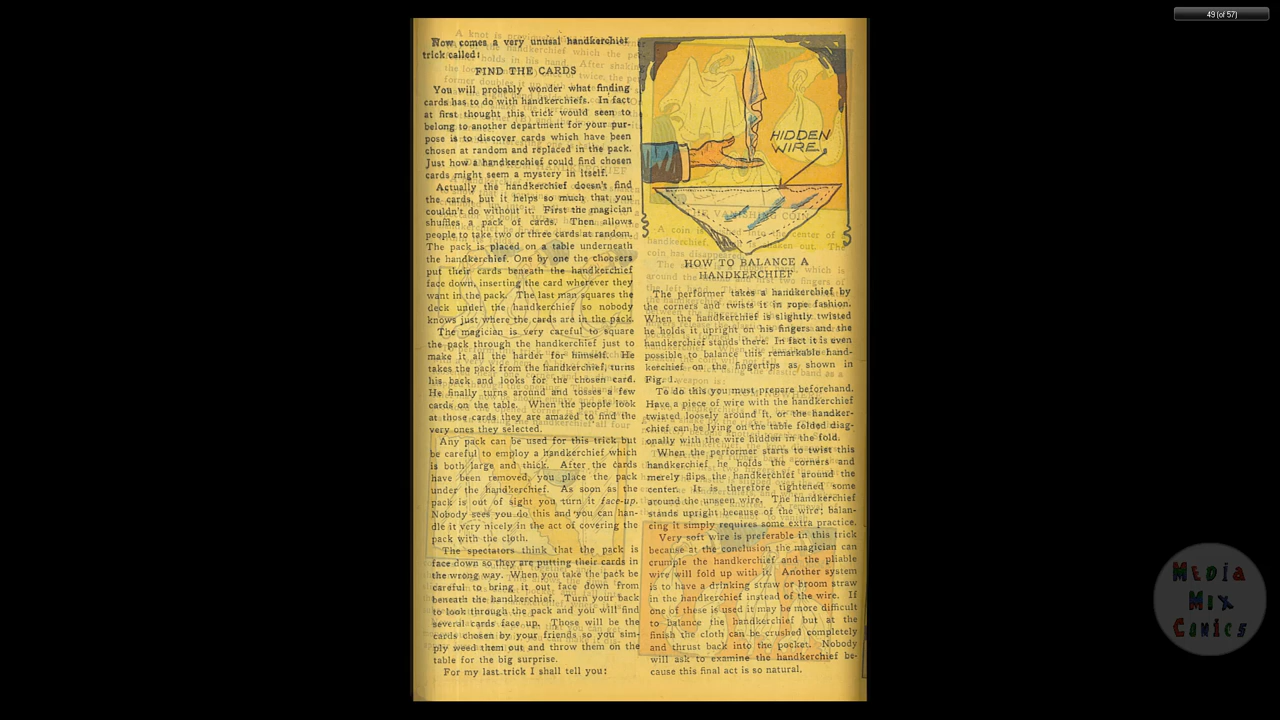 49 (of 57)
Now comes a very unusal handkerchief
trick called:
FIND THE CARDS
You will probably wonder what finding
cards has to do with handkerchiefs. In fact
at first thought this trick would seen to
belong to another department for your pur-
pose is to discover cards which have been
chosen at random and replaced in the pack.
Just how a handkerchief could find chosen
cards might seem a mystery in itself.
Actually the handkerchief doesn't find
the cards, but it helps so much that you
couldn't do without it. First the magician
shuffles a pack of cards. Then allows
people to take two or three cards at random.
The pack is placed on a table underneath
the handkerchief. One by one the choosers
put their cards beneath the handkerchief
face down, inserting the card wherever they
want in the pack. The last man squares the
deck under the handkerchief so nobody
knows just where the cards are in the pack.
The magician is very careful to square
the pack through the handkerchief just to
make it all the harder for himself. He
takes the pack from the handkerchief, turns
his back and looks for the chosen card.
He finally turns around and tosses a few
cards on the table. When the people look
at those cards they are amazed to find the
very ones they selected.
Any pack can be used for this trick but
be careful to employ a handkerchief which
is both large and thick. After the cards
have been removed, you place the pack
under the handkerchief. As soon as the
pack is out of sight you turn it face-up.
Nobody sees you do this and you can han-
dle it very nicely in the act of covering the
pack with the cloth.
The spectators think that the pack is
face down so they are putting their cards in
the wrong way. When you take the pack be
careful to bring it out face down from
beneath the handkerchief. Turn your back
to look through the pack and you will find
several cards face up. Those will be the
cards chosen by your friends so you sim-
ply weed them out and throw them on the
table for the big surprise.
For my last trick I shall tell you:
HIDDEN
WIRE.
HOW TO BALANCE A
HANDKERCHIEF
The performer takes a handkerchief by
the corners and twists it in rope fashion.
When the handkerchief is slightly twisted
he holds it upright on his fingers and the
handkerchief stands there. In fact it is even
possible to balance this remarkable hand-
kerchief on the fingertips as shown in
Fig. 1.
To do this you must prepare beforehand.
Have a piece of wire with the handkerchief
twisted loosely around it, or the handker-
chief can be lying on the table folded diag-
onally with the wire hidden in the fold.
When the performer starts to twist this
handkerchief he holds the corners and
merely flips the handkerchief around the
center. It is therefore tightened some
around the unseen wire. The handkerchief
stands upright because of the wire; balan-
cing it simply requires some extra practice.
Very soft wire is preferable in this trick
because at the conclusion the magician can
crumple the handkerchief and the pliable
wire will fold up with it. Another system
is to have a drinking straw or broom straw
in the handkerchief instead of the wire. If
one of these is used it may be more difficult
to balance the handkerchief but at the
finish the cloth can be crushed completely
and thrust back into the pocket. Nobody
will ask to examine the handkerchief be-
cause this final act is so natural.
Media
Mix
Comics